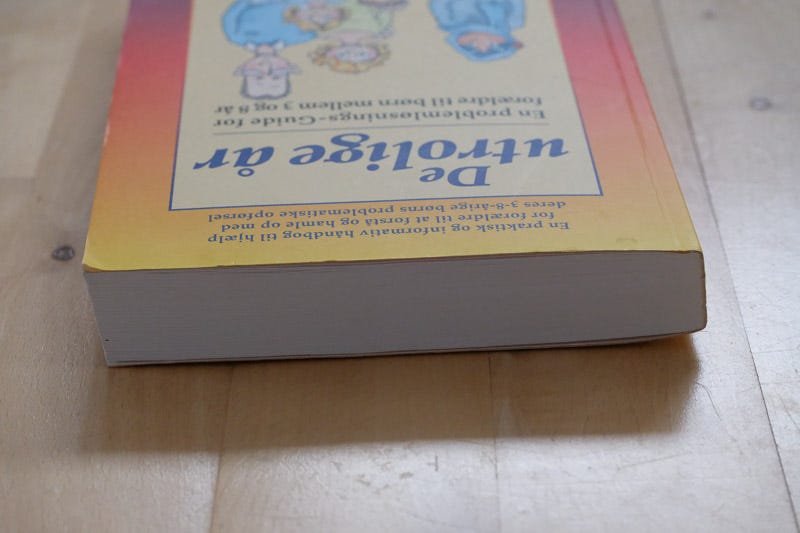 En praktisk og informativ håndbog til hjælp
for forældre til at forstå og hamle op med
deres 3-8-årige børns problematiske opførsel
De
utrolige år
En problemløsnings-Guide for
forældre til børn mellem 3 og 8 år